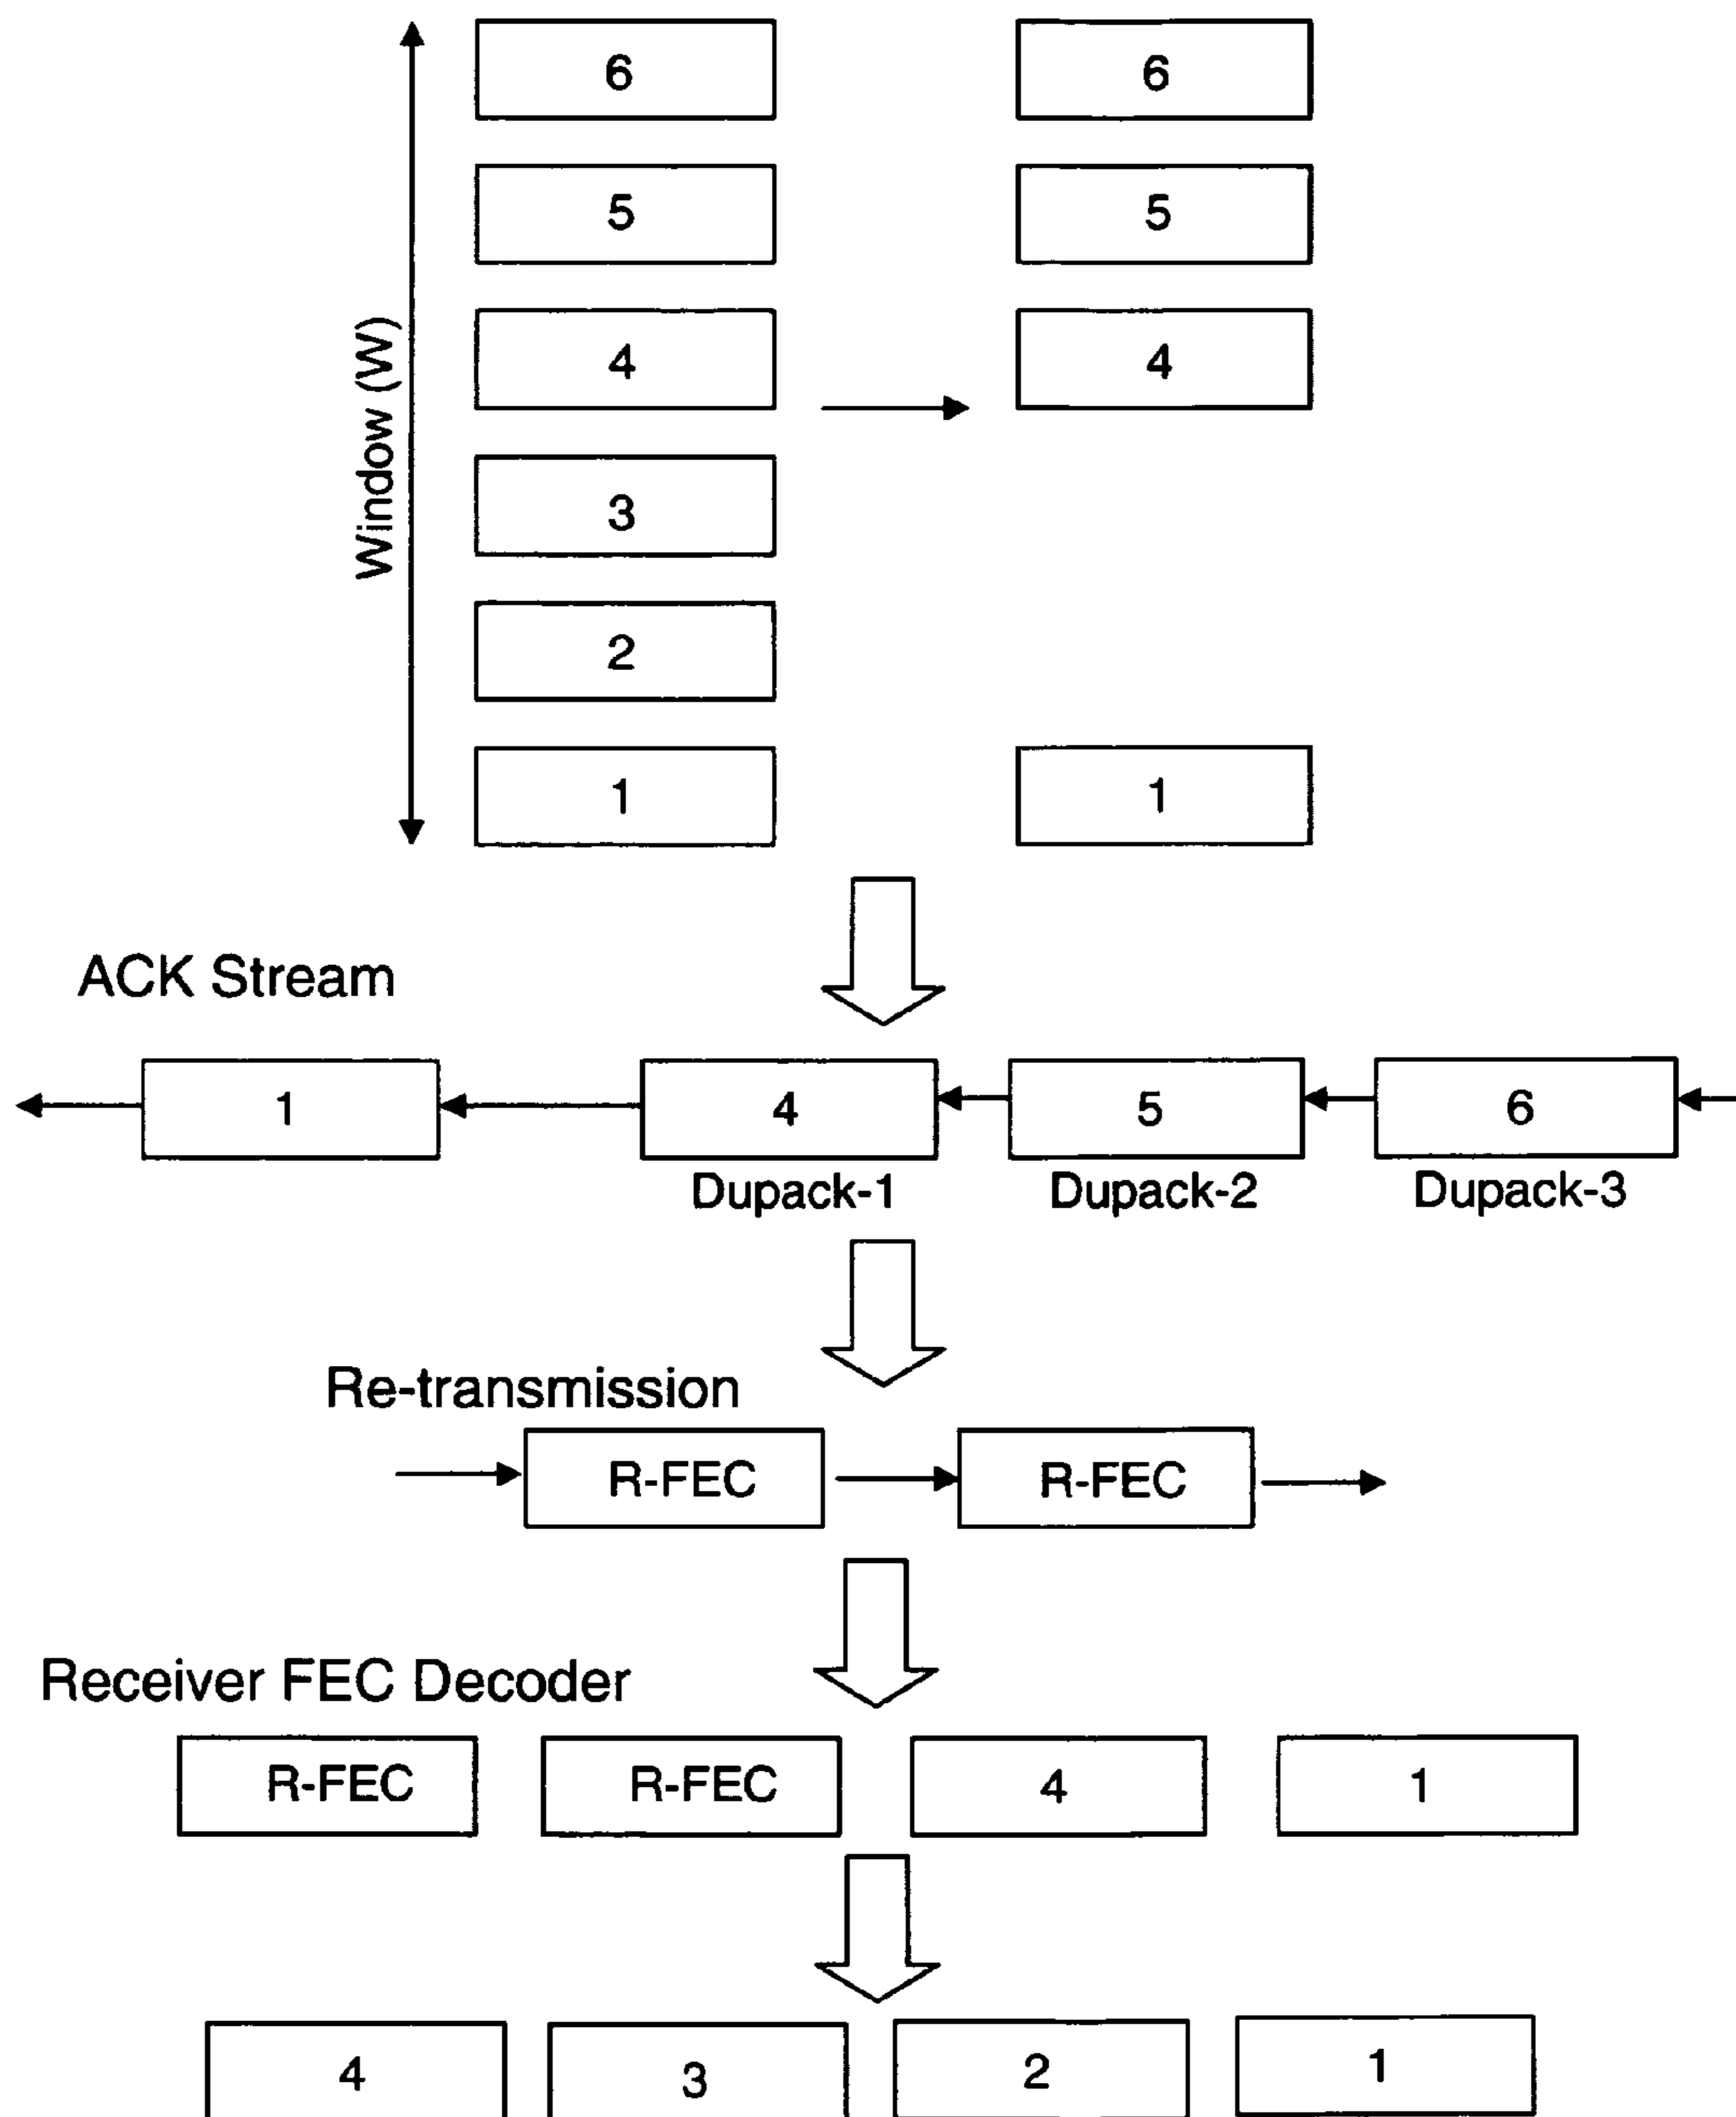 6 6
5 5
4 4
Window (W)
3
2
1 1
ACK Stream
1 4 5 6
Dupack-1 Dupack-2 Dupack-3
Re-transmission
R-FEC R-FEC
Receiver FEC Decoder
R-FEC R-FEC 4 1
4 3 2 1